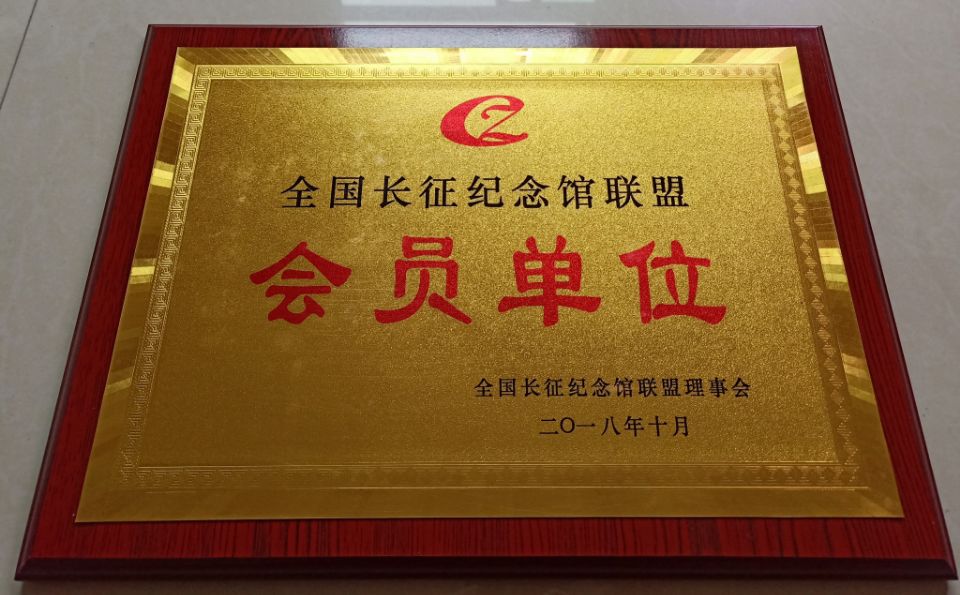 全国长征纪念馆联盟
会员单位
全国长征纪念馆联盟理事会
二〇一八年十月